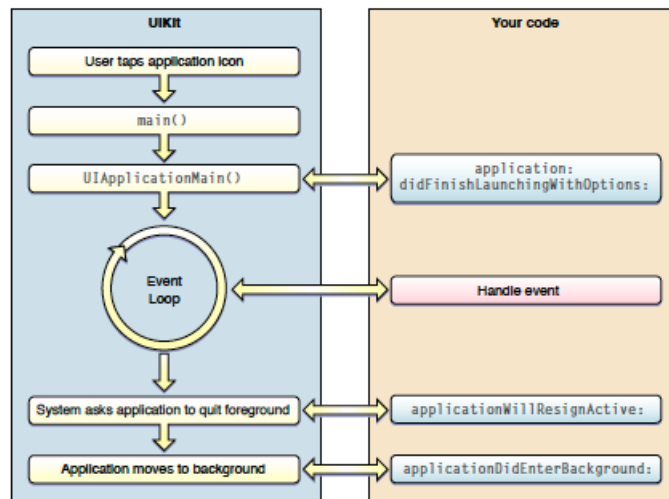 UIKit
Your code
User taps application icon
main()
UIApplicationMain()
application:
didFinishLaunchingWithOptions:
Event
Loop
Handle event
System asks application to quit foreground
applicationWillResignActive:
Application moves to background
applicationDidEnterBackground: